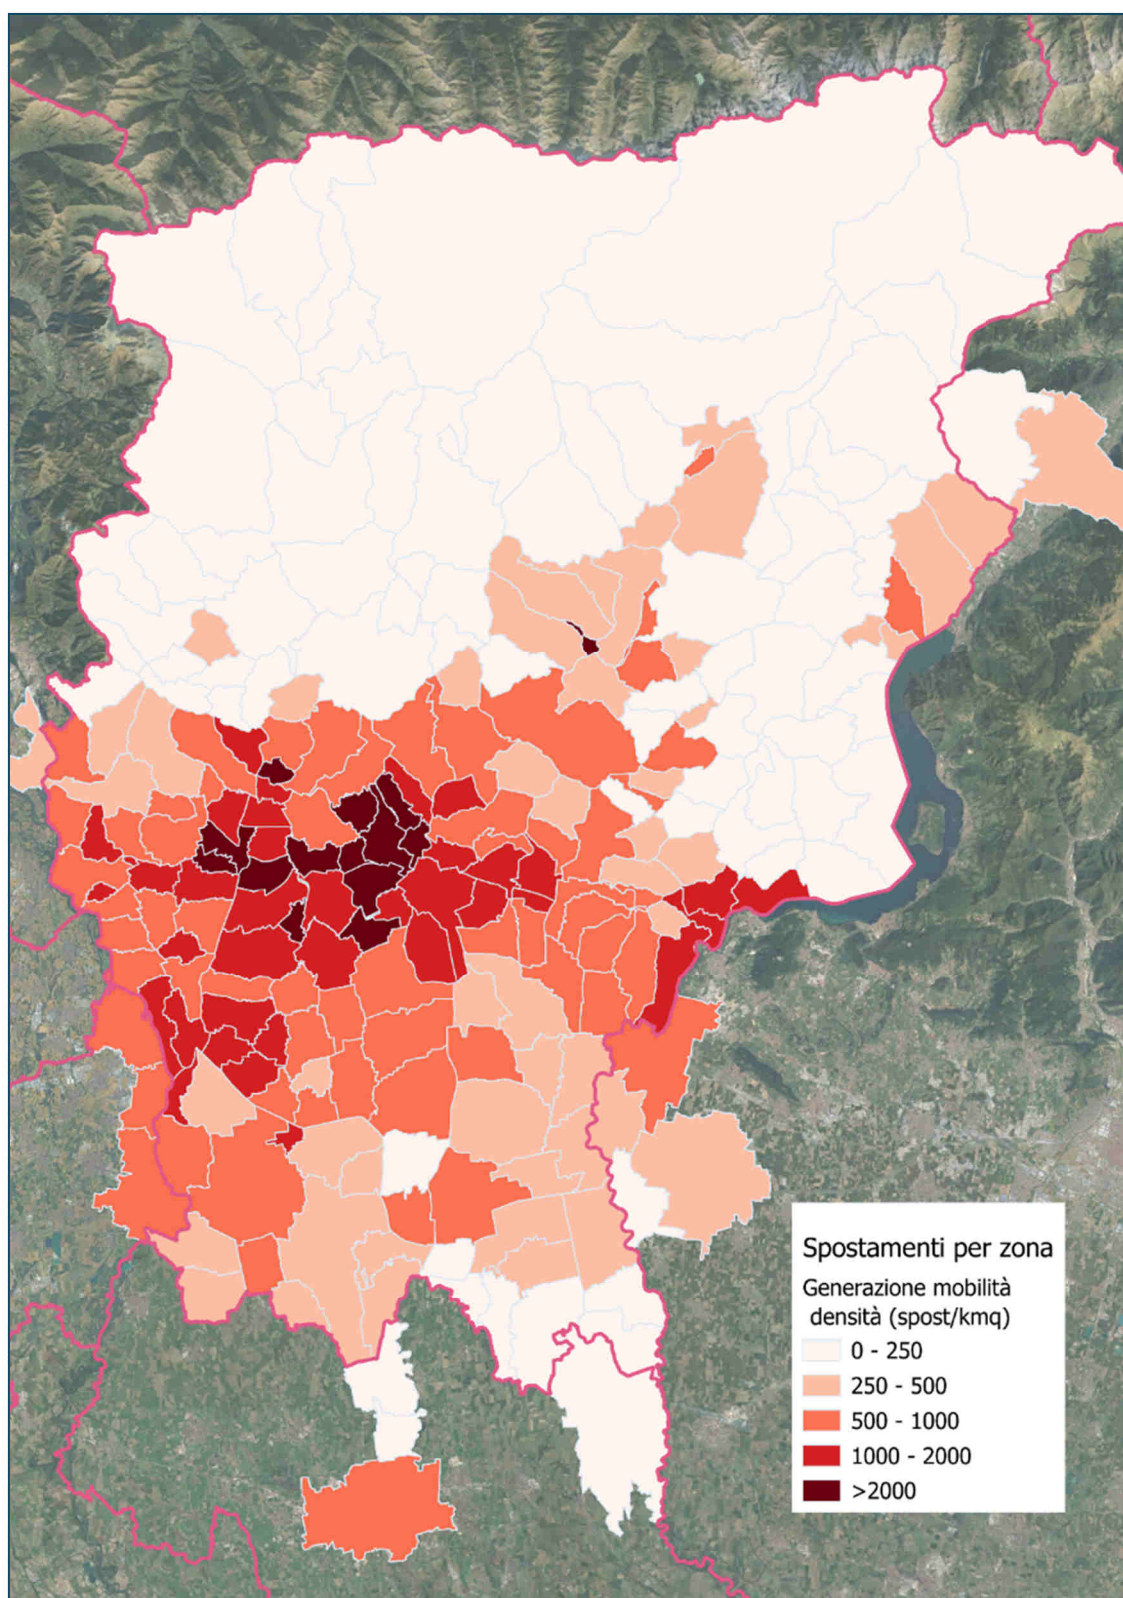 Spostamenti per zona
Generazione mobilità
densità (spost/kmq)
0 - 250
250 - 500
500 - 1000
1000 - 2000
>2000